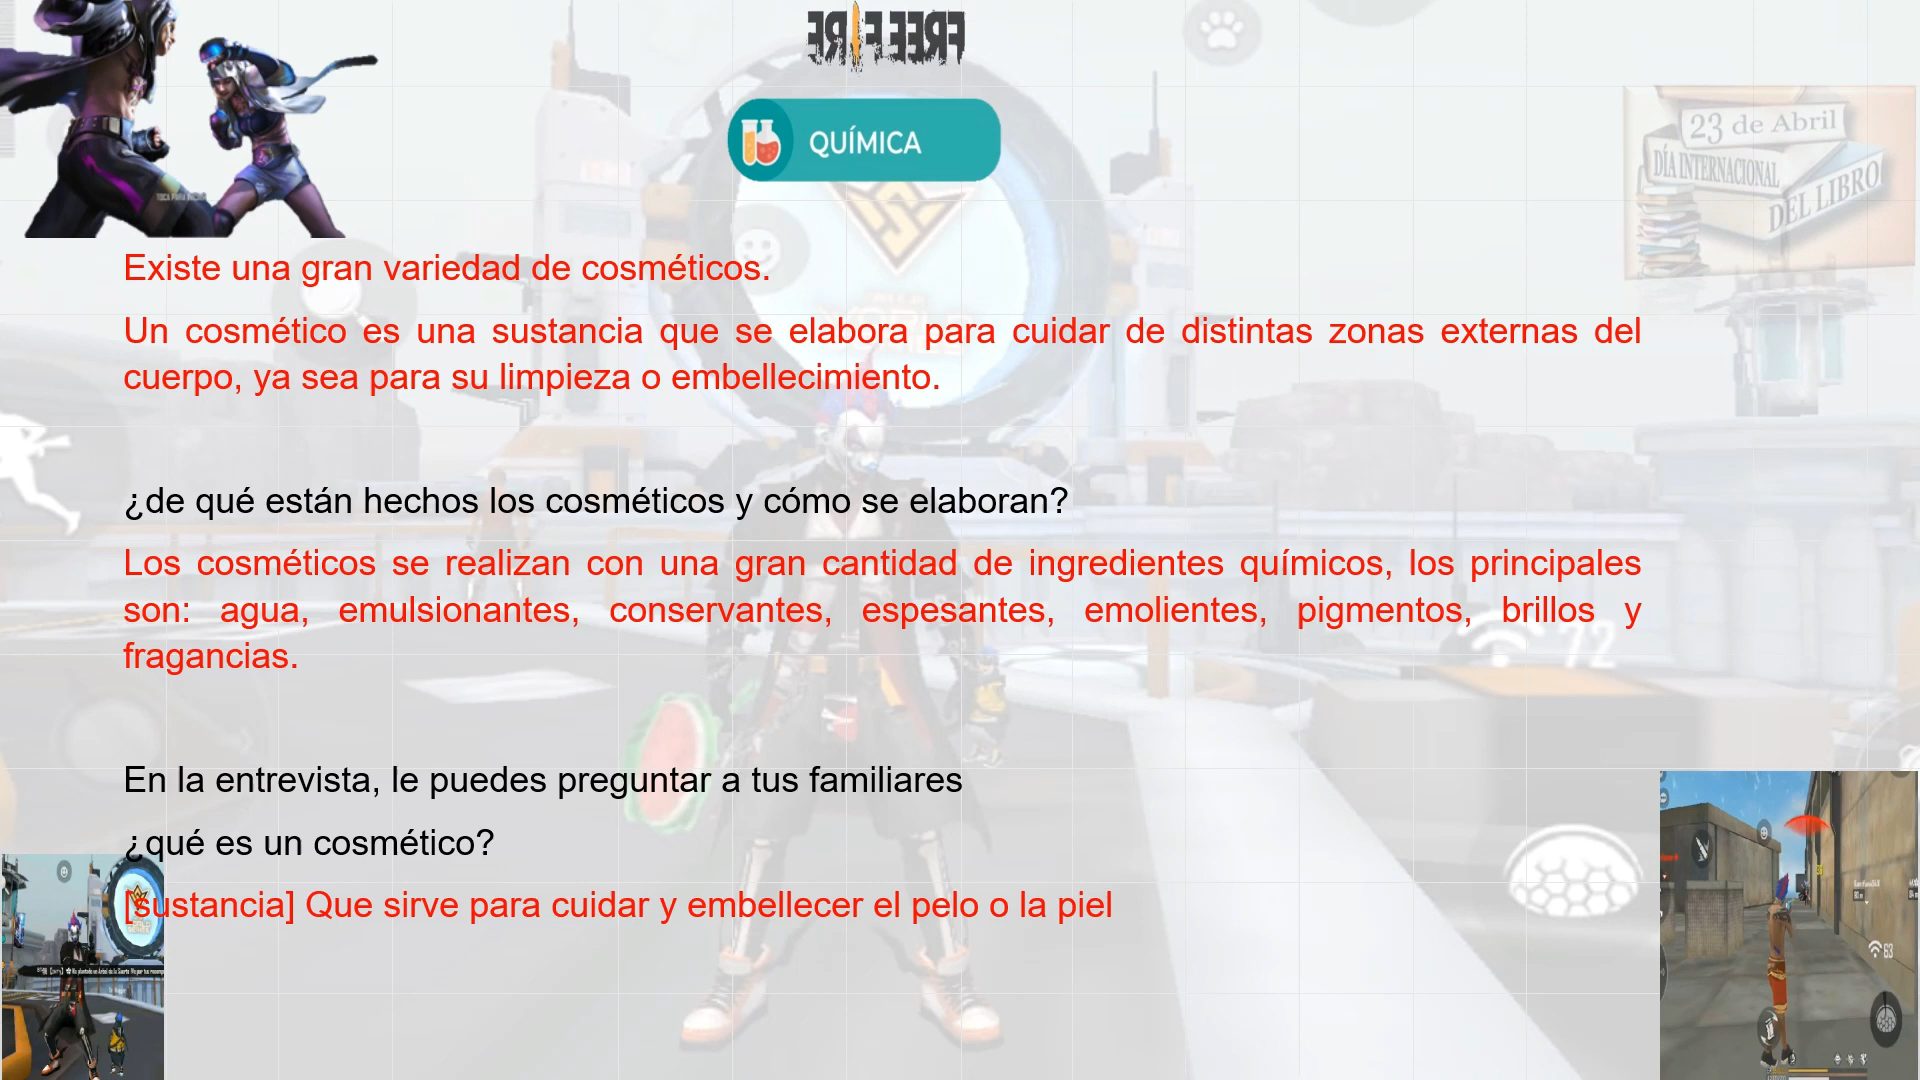 FREE FIRE
QUÍMICA
23 de Abril
DÍA INTERNACIONAL
DEL LIBRO
Existe una gran variedad de cosméticos.
Un cosmético es una sustancia que se elabora para cuidar de distintas zonas externas del
cuerpo, ya sea para su limpieza o embellecimiento.
¿de qué están hechos los cosméticos y cómo se elaboran?
Los cosméticos se realizan con una gran cantidad de ingredientes químicos, los principales
son: agua, emulsionantes, conservantes, espesantes, emolientes, pigmentos, brillos y
fragancias.
72
En la entrevista, le puedes preguntar a tus familiares
¿qué es un cosmético?
[sustancia] Que sirve para cuidar y embellecer el pelo o la piel
63